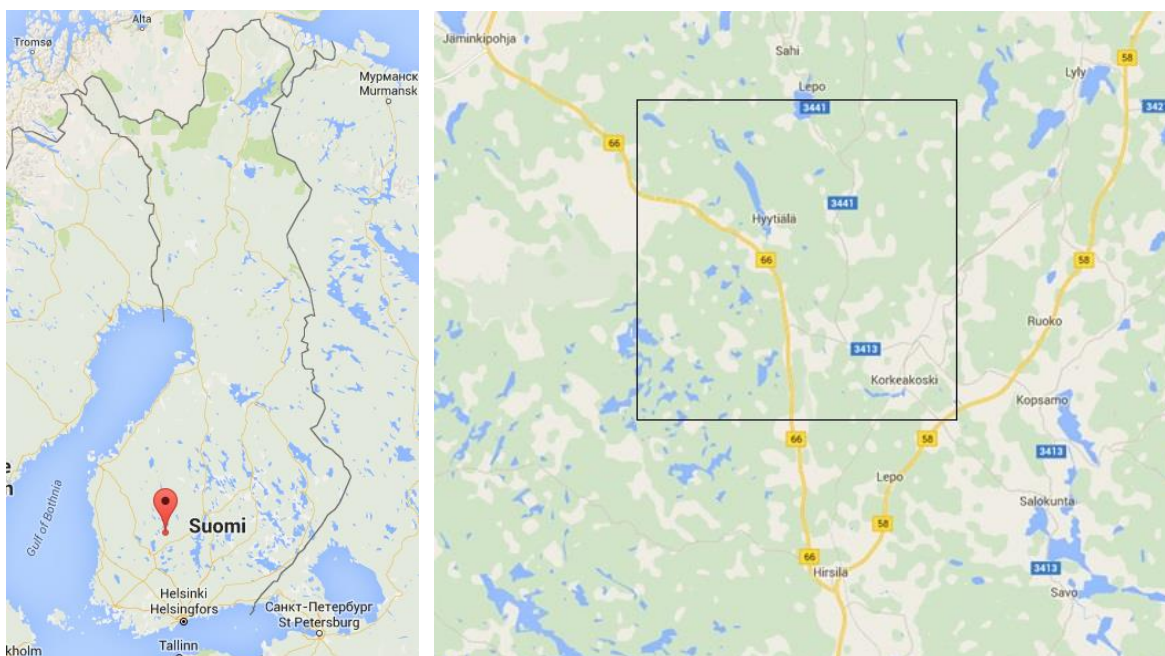 Tromsø
Alta
Мурманск
Murmansk
Gulf of Bothnia
Suomi
Helsinki
Helsingfors
Санкт-Петербург
St Petersburg
Tallinn
kholm
Jäminkipohja
Sahi
58
Lyly
Lepo
3441
342
66
3441
Hyytiälä
66
58
Ruoko
3413
Korkeakoski
Kopsamo
66
58
3413
Lepo
Salokunta
58
66
Hirsilä
3413
Savo